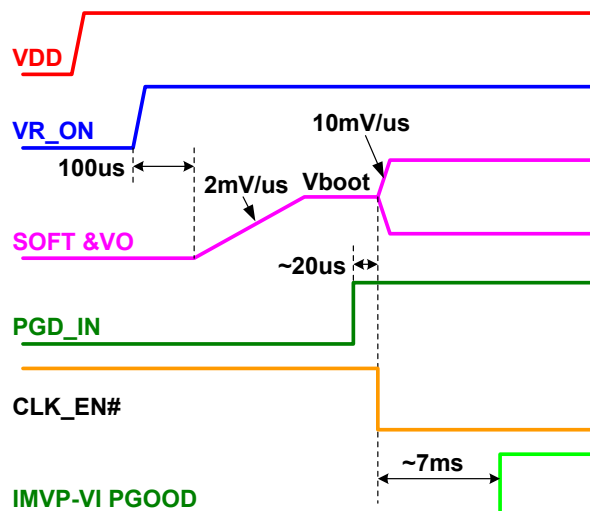 VDD
VR_ON
10mV/us
100us
2mV/us
Vboot
SOFT &VO
~20us
PGD_IN
CLK_EN#
~7ms
IMVP-VI PGOOD